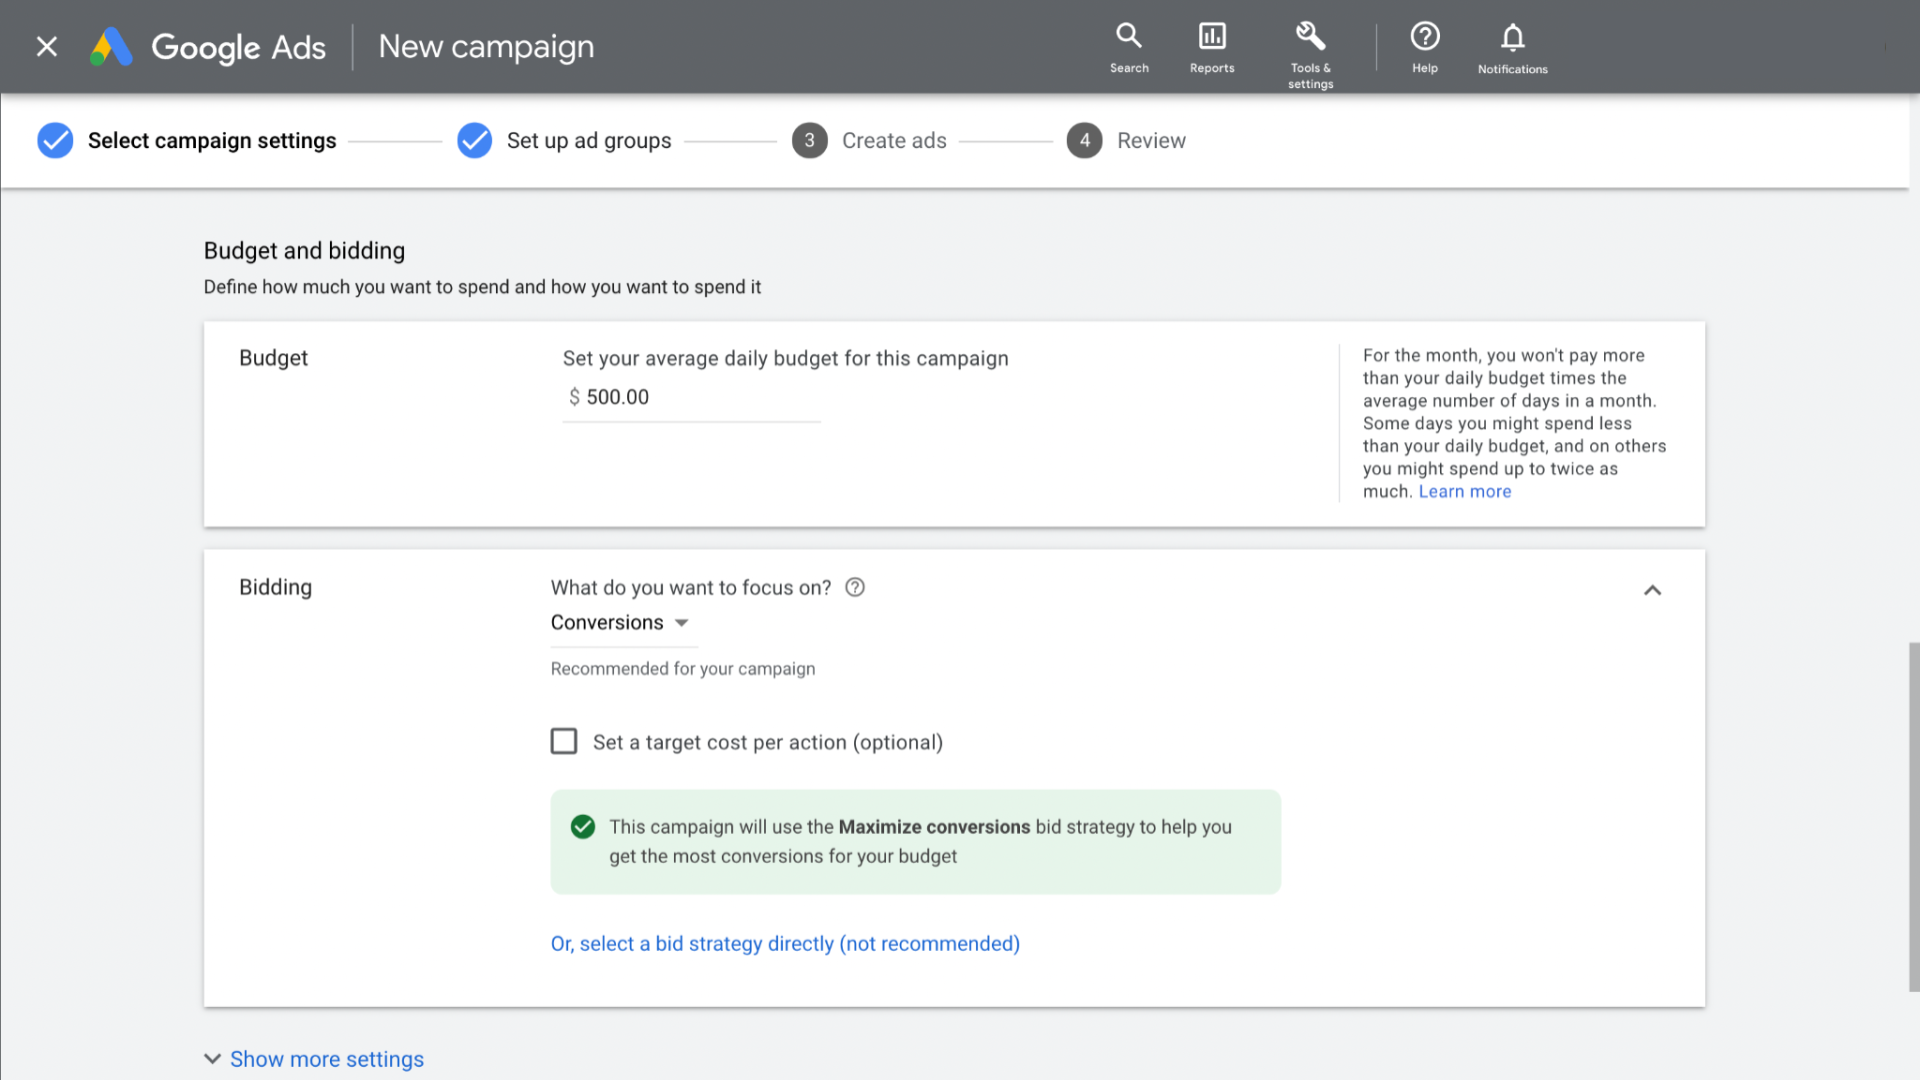 Google Ads
New campaign
Search
Reports
Tools &
settings
Help
Notifications
Select campaign settings
Set up ad groups
3
Create ads
4
Review
Budget and bidding
Define how much you want to spend and how you want to spend it
Budget
Set your average daily budget for this campaign
$ 500.00
For the month, you won't pay more
than your daily budget times the
average number of days in a month.
Some days you might spend less
than your daily budget, and on others
you might spend up to twice as
much. Learn more
Bidding
What do you want to focus on?
Conversions
Recommended for your campaign
Set a target cost per action (optional)
This campaign will use the Maximize conversions bid strategy to help you
get the most conversions for your budget
Or, select a bid strategy directly (not recommended)
Show more settings